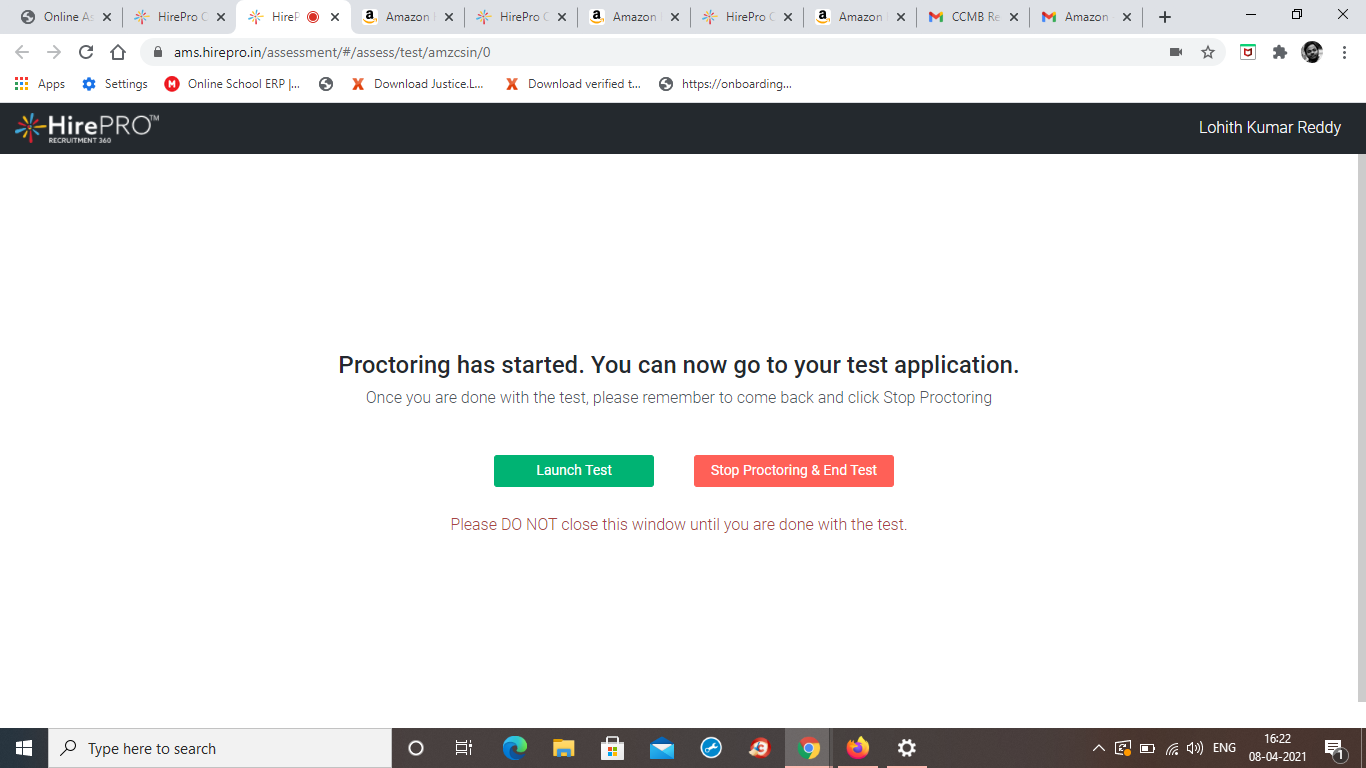 Online As
HirePro C
HireP
Amazon
HirePro C
Amazon
HirePro C
Amazon
CCMB Re
Amazon
ams.hirepro.in/assessment/#/assess/test/amzcsin/0
Apps
Settings
M
Online School ERP |...
Download Justice.L...
Download verified t...
https://onboarding...
HirePRO™
RECRUITMENT 360
Lohith Kumar Reddy
Proctoring has started. You can now go to your test application.
Once you are done with the test, please remember to come back and click Stop Proctoring
Launch Test
Stop Proctoring & End Test
Please DO NOT close this window until you are done with the test.
Type here to search
ENG
16:22
08-04-2021
1